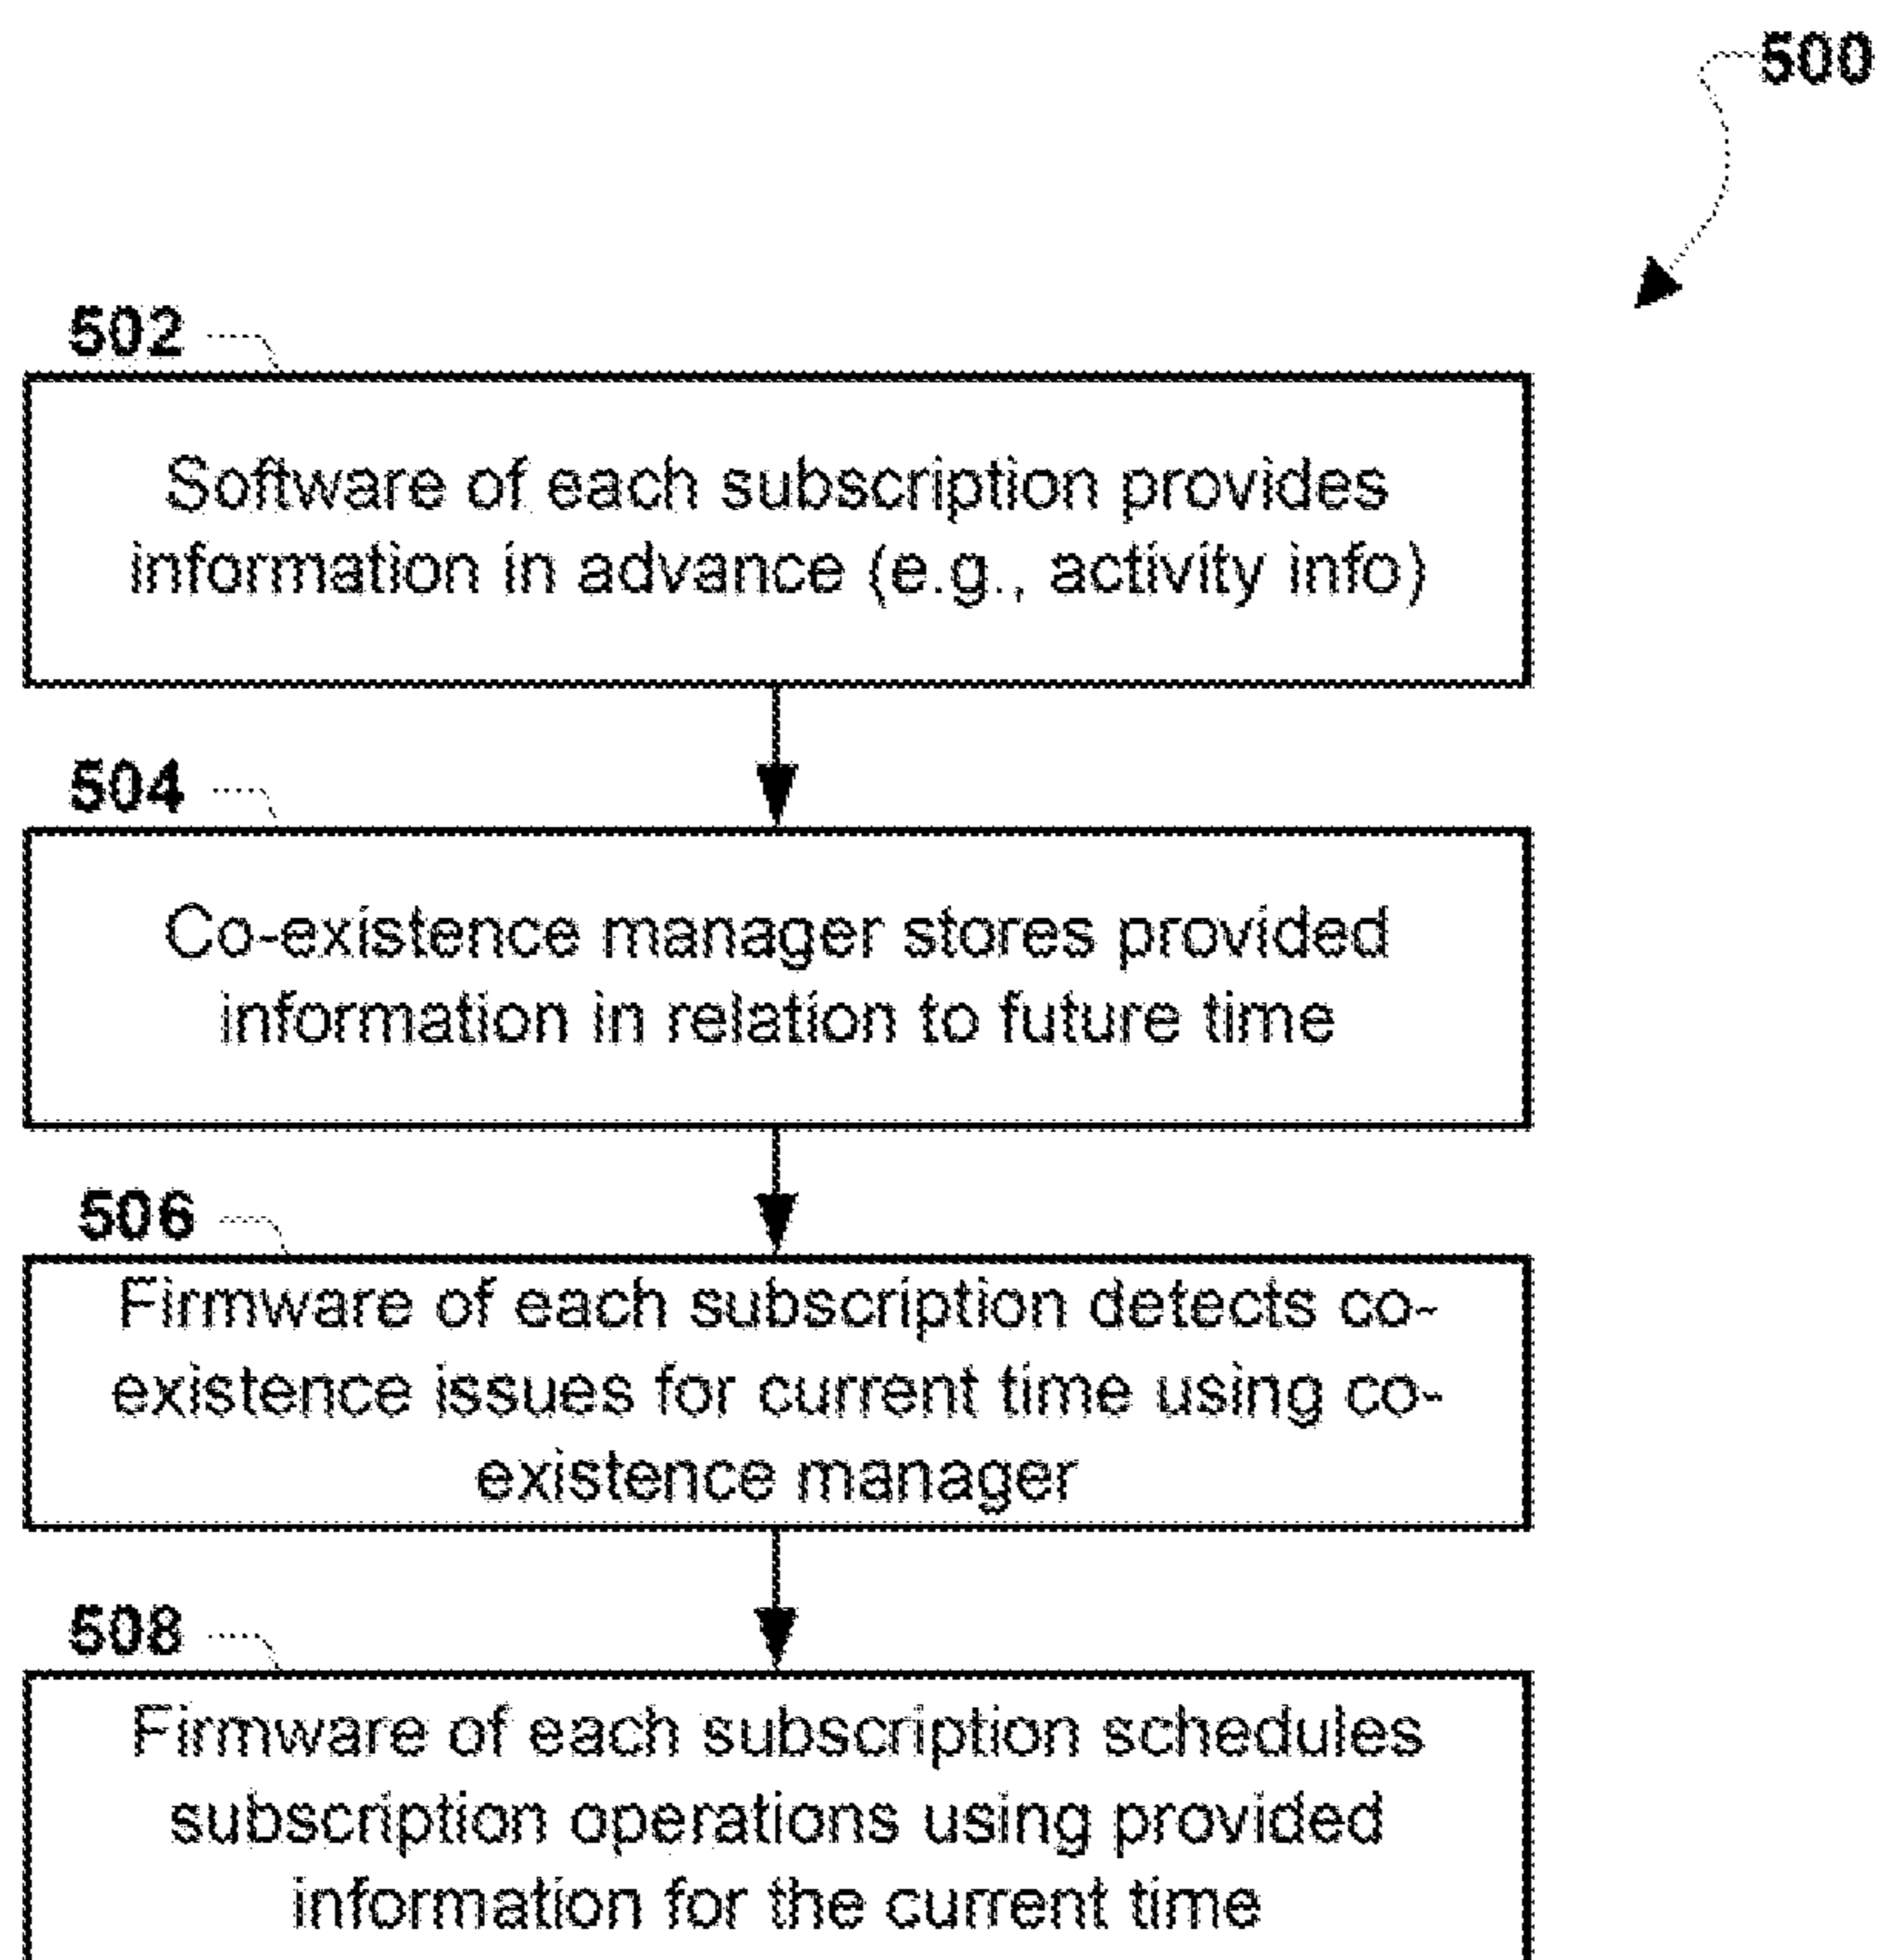 500
502
Software of each subscription provides
information in advance (e.g., activity info)
504
Co-existence manager stores provided
information in relation to future time
506
Firmware of each subscription detects co-
existence issues for current time using co-
existence manager
508
Firmware of each subscription schedules
subscription operations using provided
information for the current time